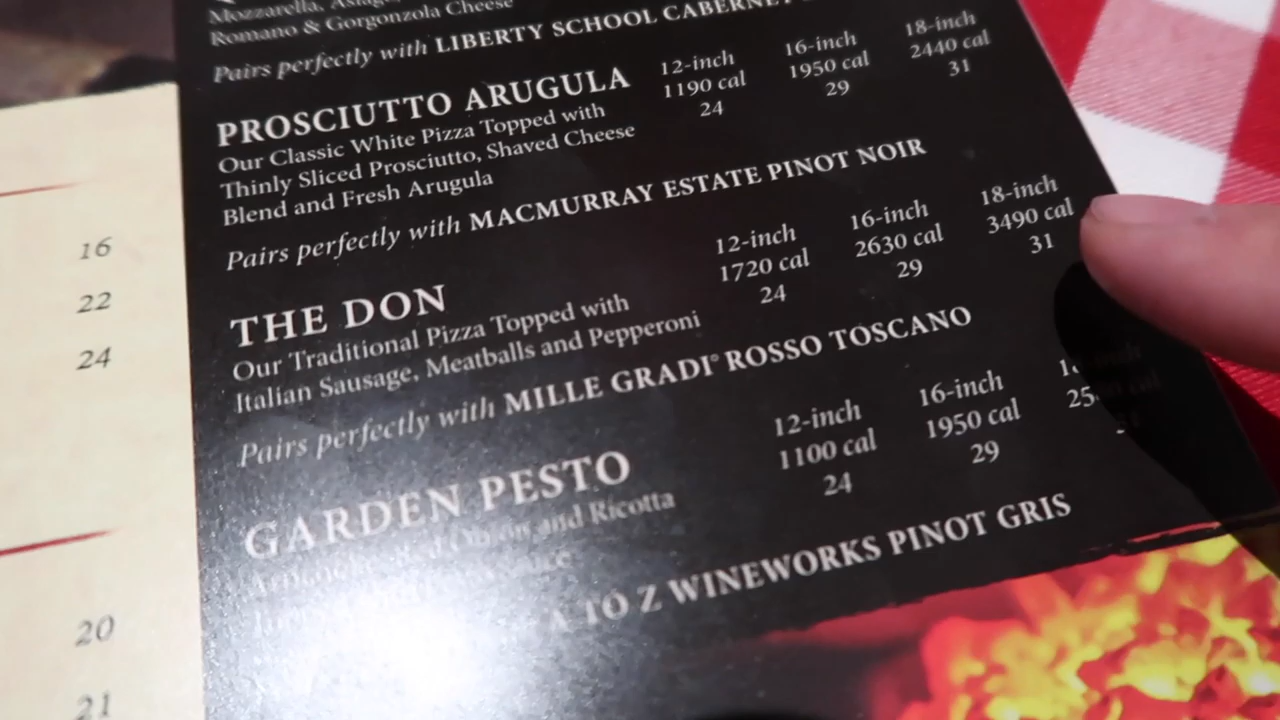 Mozzarella,
Romano & Gorgonzola Cheese
Pairs perfectly with LIBERTY SCHOOL CABERNET
PROSCIUTTO ARUGULA
Our Classic White Pizza Topped with
Thinly Sliced Prosciutto, Shaved Cheese
Blend and Fresh Arugula
12-inch 16-inch 18-inch
1190 cal 1950 cal 2440 cal
24 29 31
Pairs perfectly with MACMURRAY ESTATE PINOT NOIR
THE DON
Our Traditional Pizza Topped with
Italian Sausage, Meatballs and Pepperoni
12-inch 16-inch 18-inch
1720 cal 2630 cal 3490 cal
24 29 31
Pairs perfectly with MILLE GRADI° ROSSO TOSCANO
GARDEN PESTO
and Ricotta
12-inch 16-inch
1100 cal 1950 cal
24 29
A TO Z WINEWORKS PINOT GRIS
16
22
24
20
21